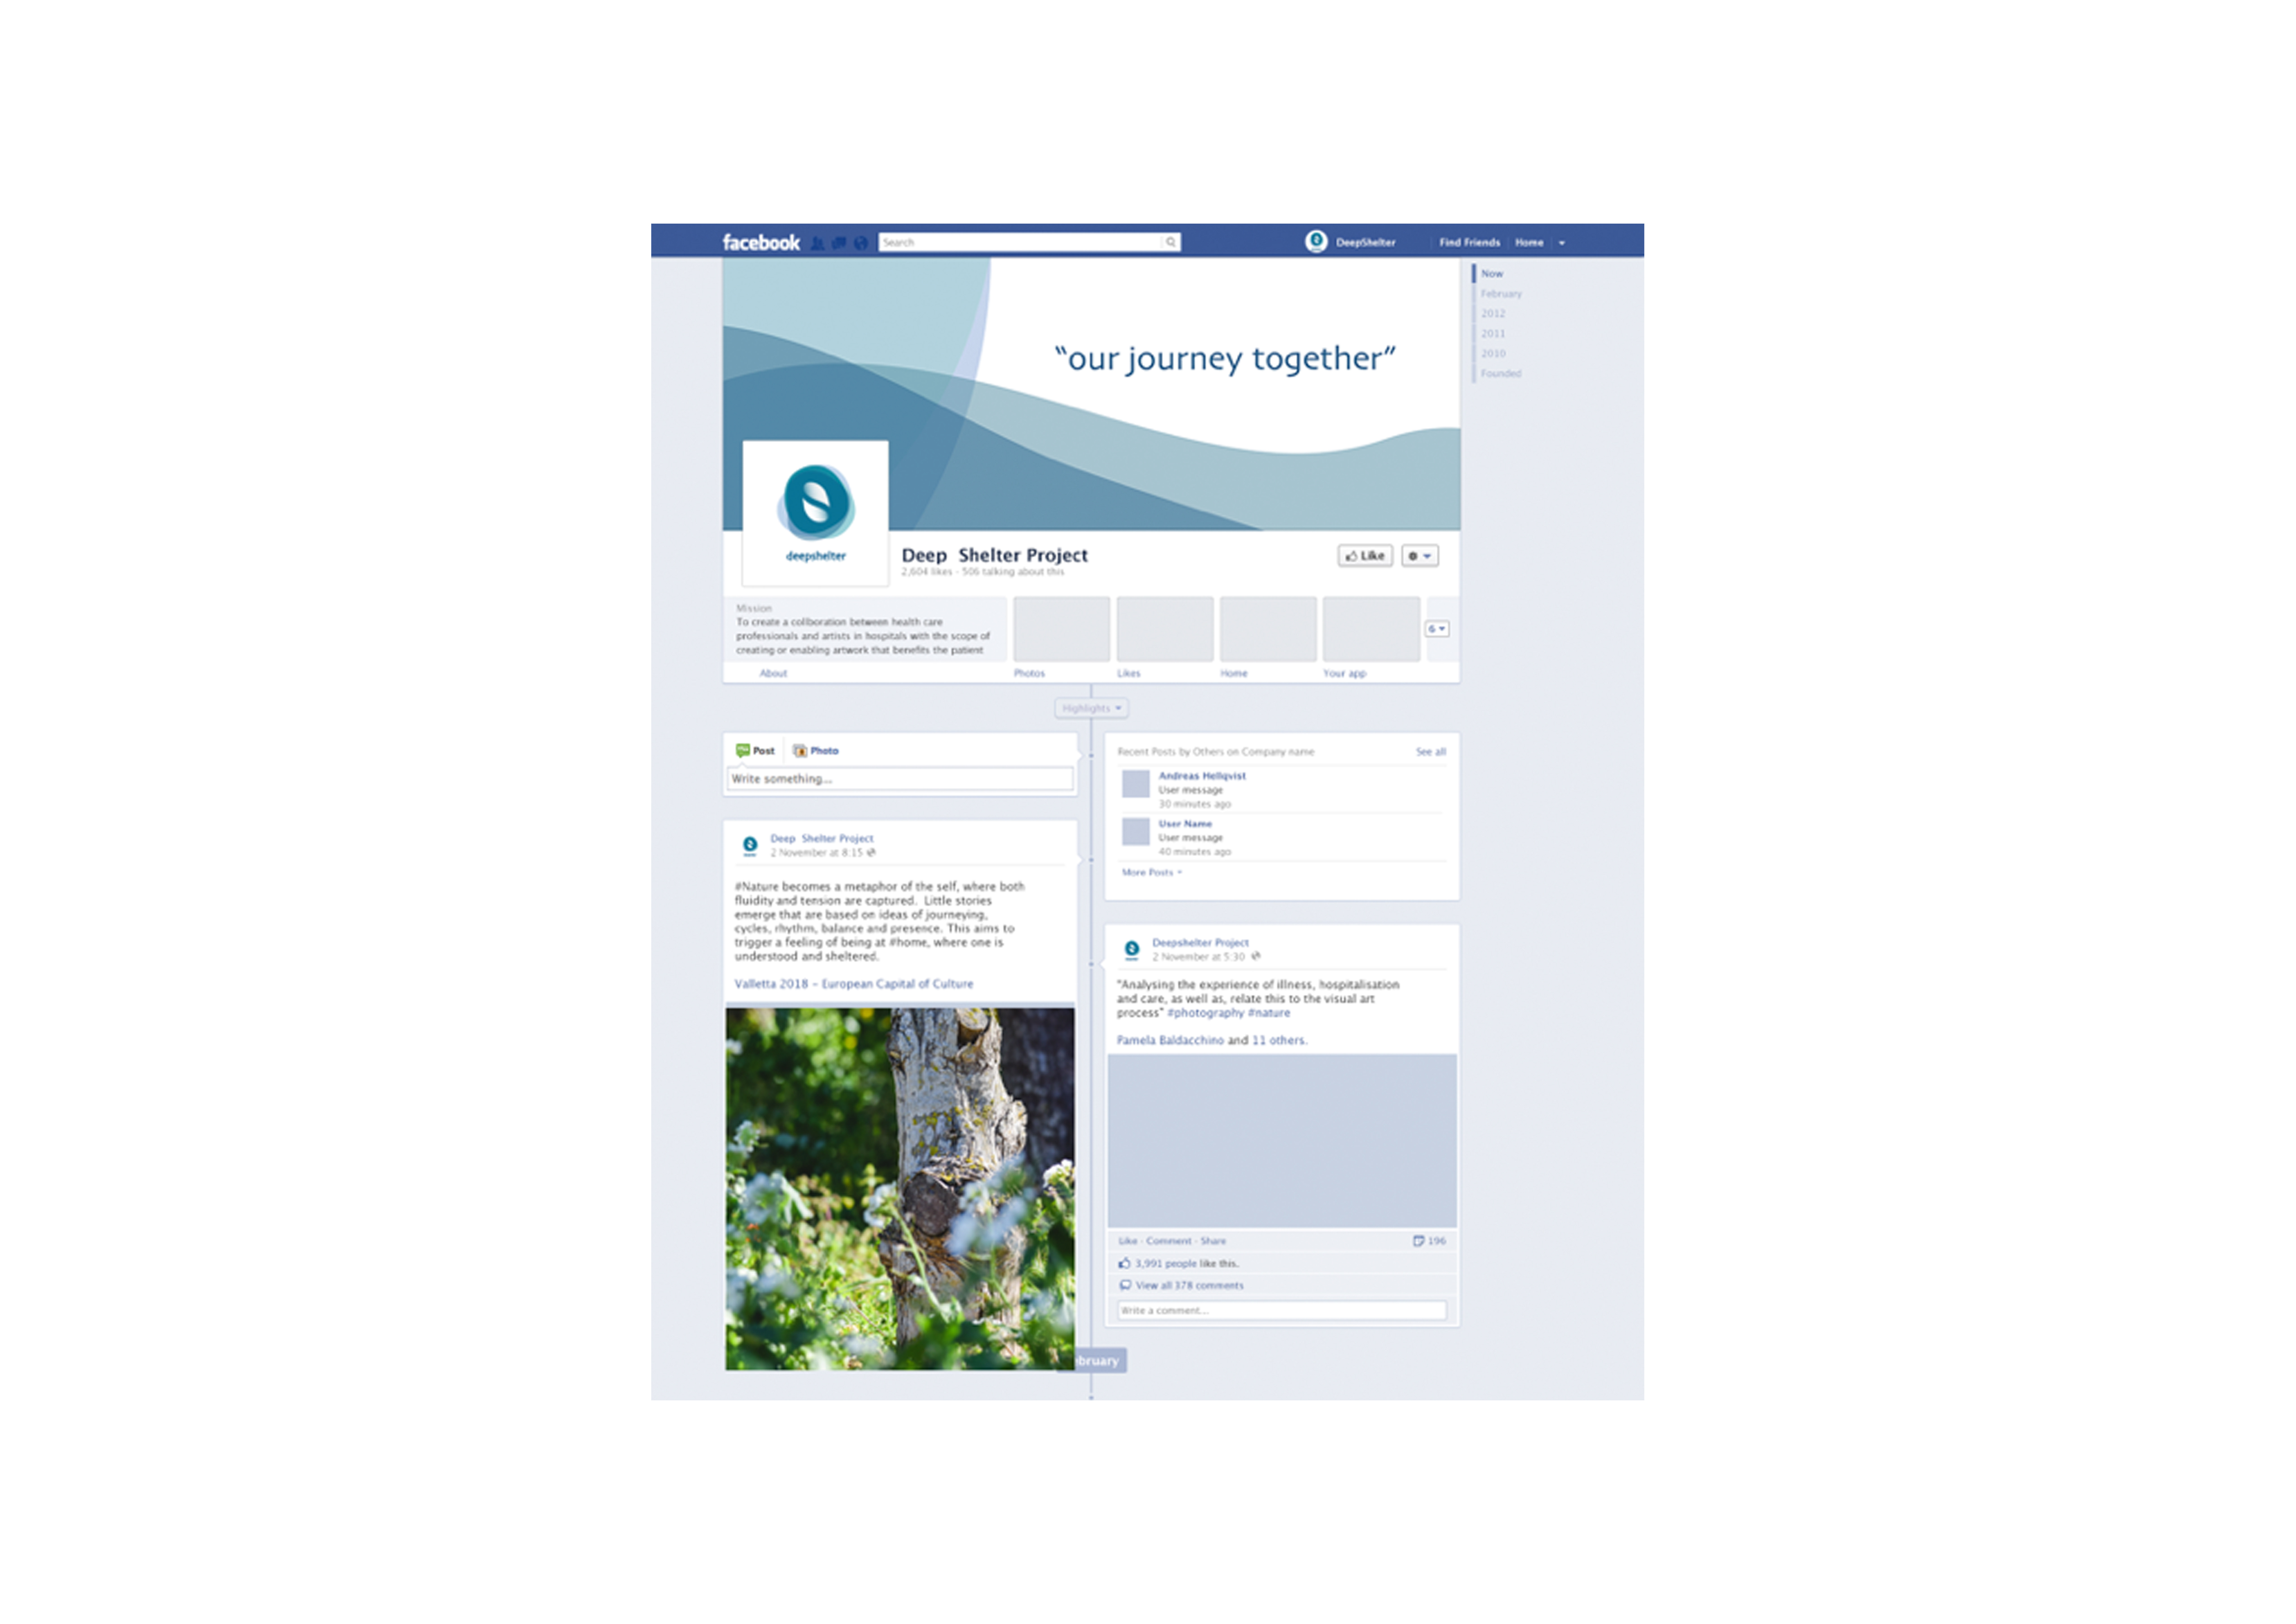 facebook
Search
DeepShelter
Find Friends
Home
Now
February
2012
2011
2010
Founded
“our journey together”
deepshelter
Deep  Shelter Project
2,604 likes - 506 talking about this
Like
Mission
To create a collboration between health care
professionals and artists in hospitals with the scope of
creating or enabling artwork that benefits the patient
6
About
Photos
Likes
Home
Your app
Highlights
Post
Photo
Write something...
Deep  Shelter Project
2 November at 8:15
#Nature becomes a metaphor of the self, where both
fluidity and tension are captured.  Little stories
emerge that are based on ideas of journeying,
cycles, rhythm, balance and presence. This aims to
trigger a feeling of being at #home, where one is
understood and sheltered.
Valletta 2018 – European Capital of Culture
Recent Posts by Others on Company name
See all
Andreas Hellqvist
User message
30 minutes ago
User Name
User message
40 minutes ago
More Posts
Deepshelter Project
2 November at 5:30
"Analysing the experience of illness, hospitalisation
and care, as well as, relate this to the visual art
process" #photography #nature
Pamela Baldacchino and 11 others.
Like · Comment · Share
196
3,991 people like this.
View all 378 comments
Write a comment...
bruary